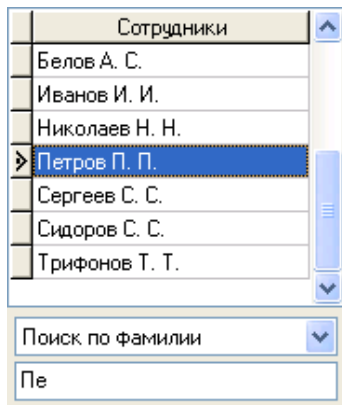 Сотрудники
Белов А. С.
Иванов И. И.
Николаев Н. Н.
Петров П. П.
Сергеев С. С.
Сидоров С. С.
Трифонов Т. Т.
Поиск по фамилии
Пе